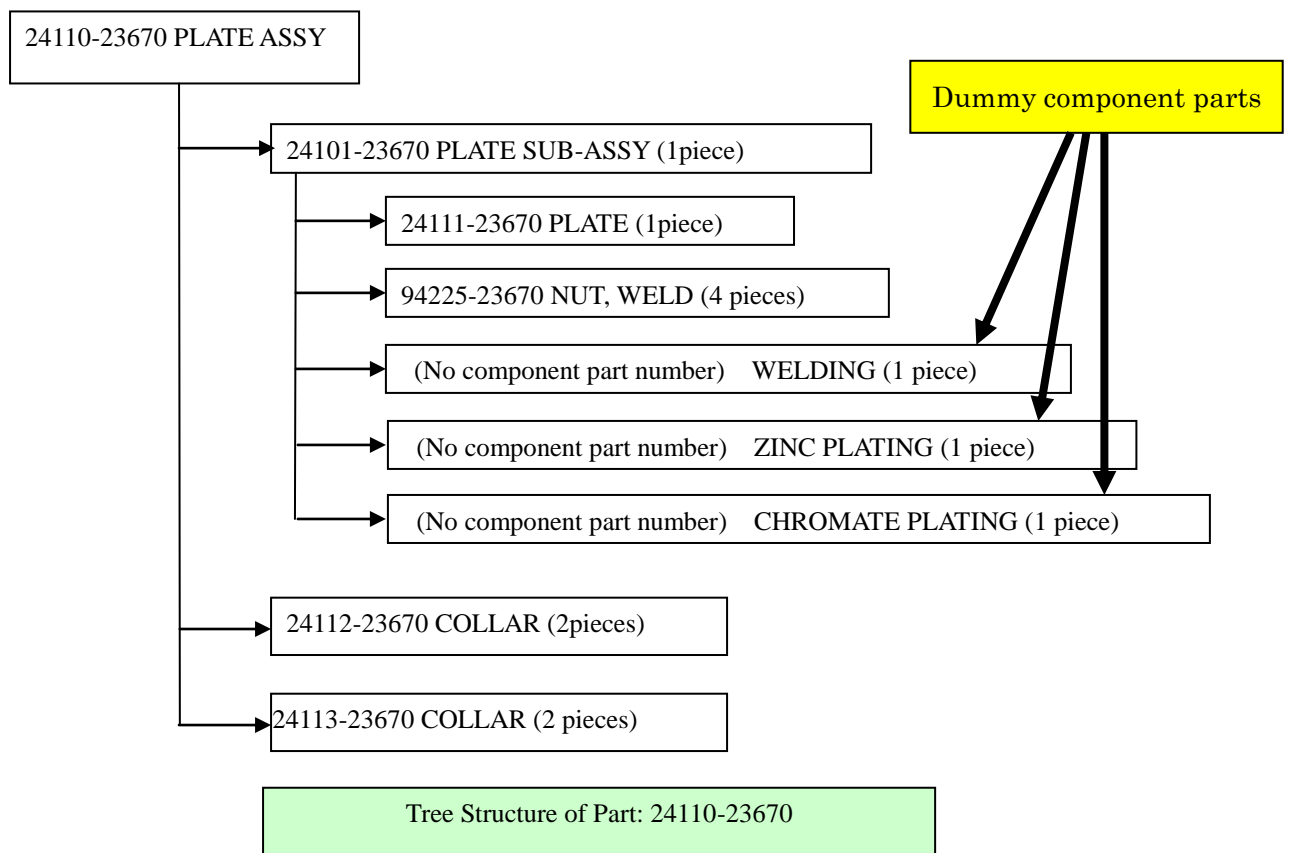 24110-23670 PLATE ASSY
Dummy component parts
24101-23670 PLATE SUB-ASSY (1piece)
24111-23670 PLATE (1piece)
94225-23670 NUT, WELD (4 pieces)
(No component part number) WELDING (1 piece)
(No component part number) ZINC PLATING (1 piece)
(No component part number) CHROMATE PLATING (1 piece)
24112-23670 COLLAR (2pieces)
24113-23670 COLLAR (2 pieces)
Tree Structure of Part: 24110-23670